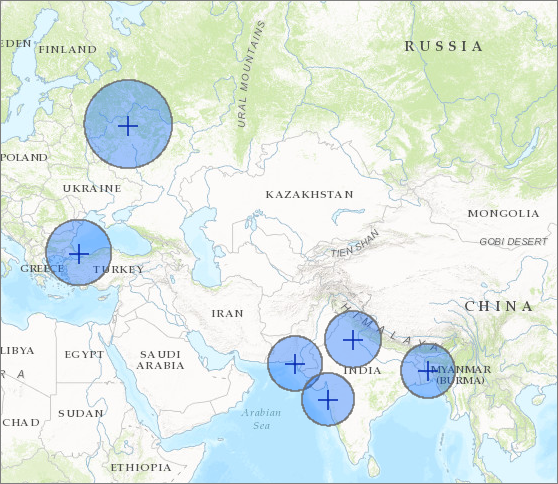 EDEN
FINLAND
RUSSIA
URAL MOUNTAINS
POLAND
UKRAINE
KAZAKHSTAN
MONGOLIA
GOBI DESERT
TIEN SHAN
GREECE
TURKEY
CHINA
IRAN
HIMALAYA
LIBYA
EGYPT
SAUDI
ARABIA
INDIA
MYANMAR
(BURMA)
R A
CHAD
SUDAN
Arabian
Sea
ETHIOPIA